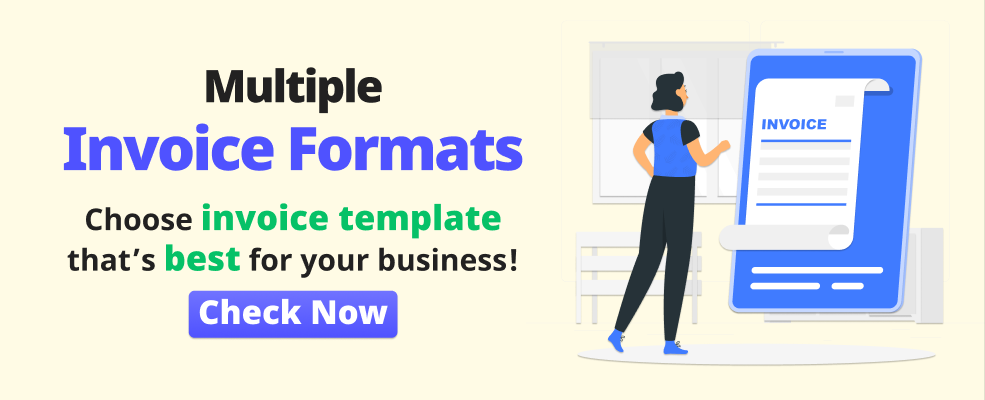 Multiple
Invoice Formats
Choose invoice template
that's best for your business!
Check Now
INVOICE